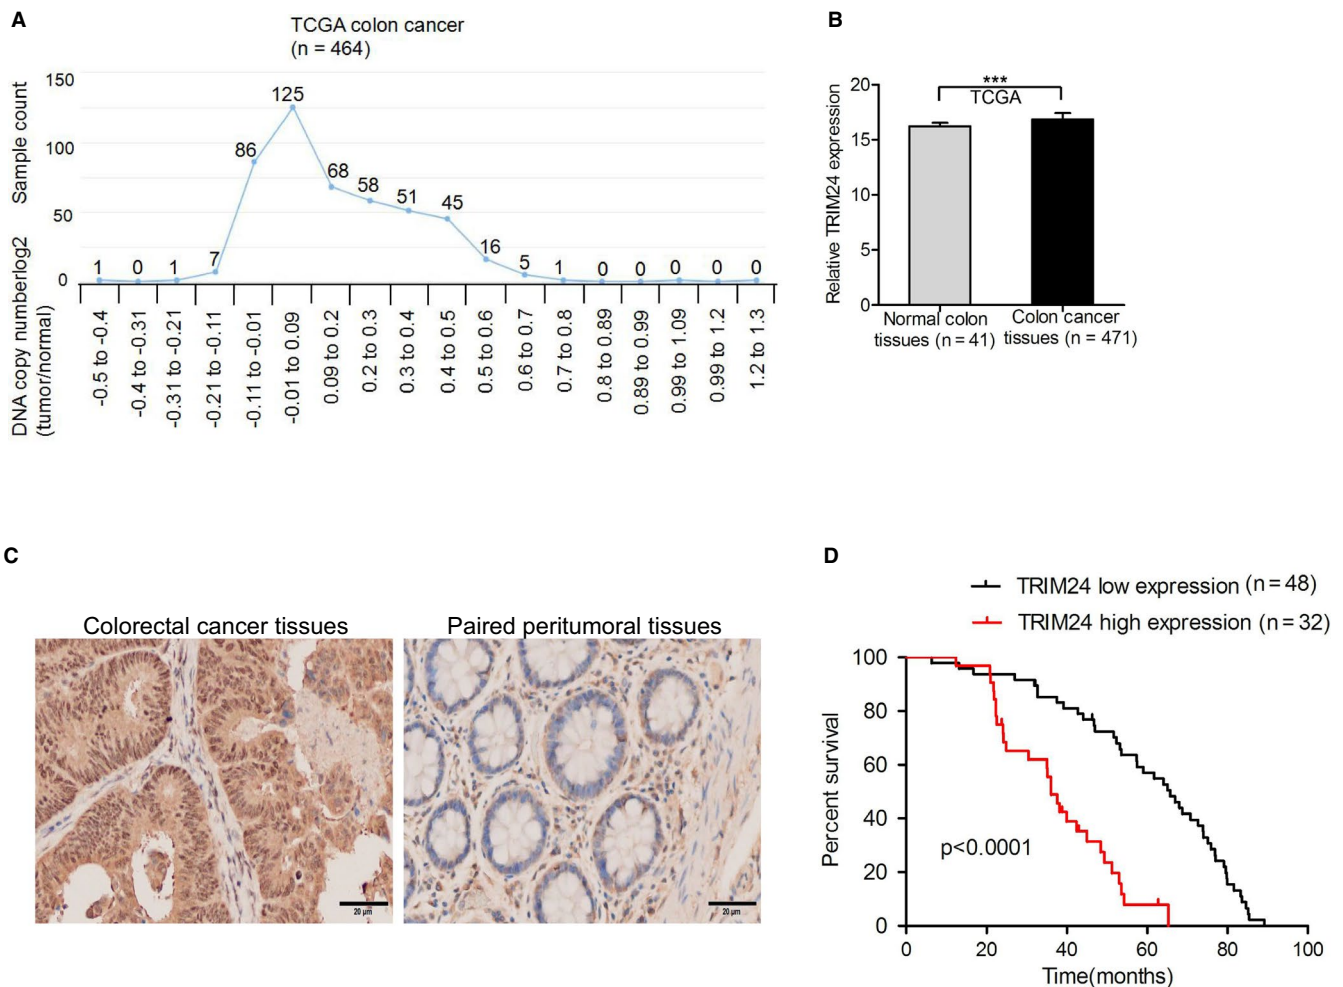 A
TCGA colon cancer
(n = 464)
Sample count
150
100
50
0
1
0
1
7
86
125
68
58
51
45
16
5
1
0
0
0
0
0
DNA copy numberlog2
(tumor/normal)
-0.5 to -0.4
-0.4 to -0.31
-0.31 to -0.21
-0.21 to -0.11
-0.11 to -0.01
-0.01 to 0.09
0.09 to 0.2
0.2 to 0.3
0.3 to 0.4
0.4 to 0.5
0.5 to 0.6
0.6 to 0.7
0.7 to 0.8
0.8 to 0.89
0.89 to 0.99
0.99 to 1.09
0.99 to 1.2
1.2 to 1.3
B
Relative TRIM24 expression
20
15
10
5
0
***
TCGA
Normal colon
tissues (n = 41)
Colon cancer
tissues (n = 471)
C
Colorectal cancer tissues
20 μm
Paired peritumoral tissues
20 μm
D
TRIM24 low expression (n = 48)
TRIM24 high expression (n = 32)
Percent survival
100
80
60
40
20
0
p<0.0001
0
20
40
60
80
100
Time(months)